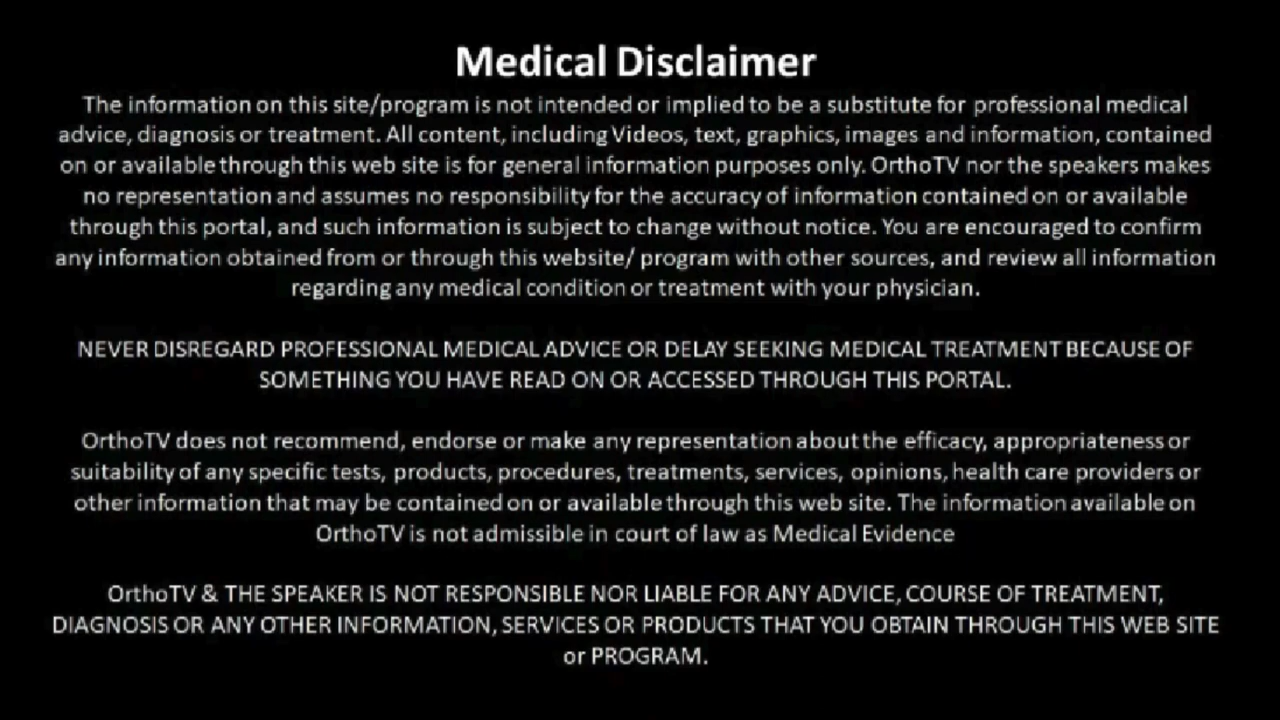 Medical Disclaimer
The information on this site/program is not intended or implied to be a substitute for professional medical
advice, diagnosis or treatment. All content, including Videos, text, graphics, images and information, contained
on or available through this web site is for general information purposes only. OrthoTV nor the speakers makes
no representation and assumes no responsibility for the accuracy of information contained on or available
through this portal, and such information is subject to change without notice. You are encouraged to confirm
any information obtained from or through this website/ program with other sources, and review all information
regarding any medical condition or treatment with your physician.
NEVER DISREGARD PROFESSIONAL MEDICAL ADVICE OR DELAY SEEKING MEDICAL TREATMENT BECAUSE OF
SOMETHING YOU HAVE READ ON OR ACCESSED THROUGH THIS PORTAL.
OrthoTV does not recommend, endorse or make any representation about the efficacy, appropriateness or
suitability of any specific tests, products, procedures, treatments, services, opinions, health care providers or
other information that may be contained on or available through this web site. The information available on
OrthoTV is not admissible in court of law as Medical Evidence
OrthoTV & THE SPEAKER IS NOT RESPONSIBLE NOR LIABLE FOR ANY ADVICE, COURSE OF TREATMENT,
DIAGNOSIS OR ANY OTHER INFORMATION, SERVICES OR PRODUCTS THAT YOU OBTAIN THROUGH THIS WEB SITE
or PROGRAM.